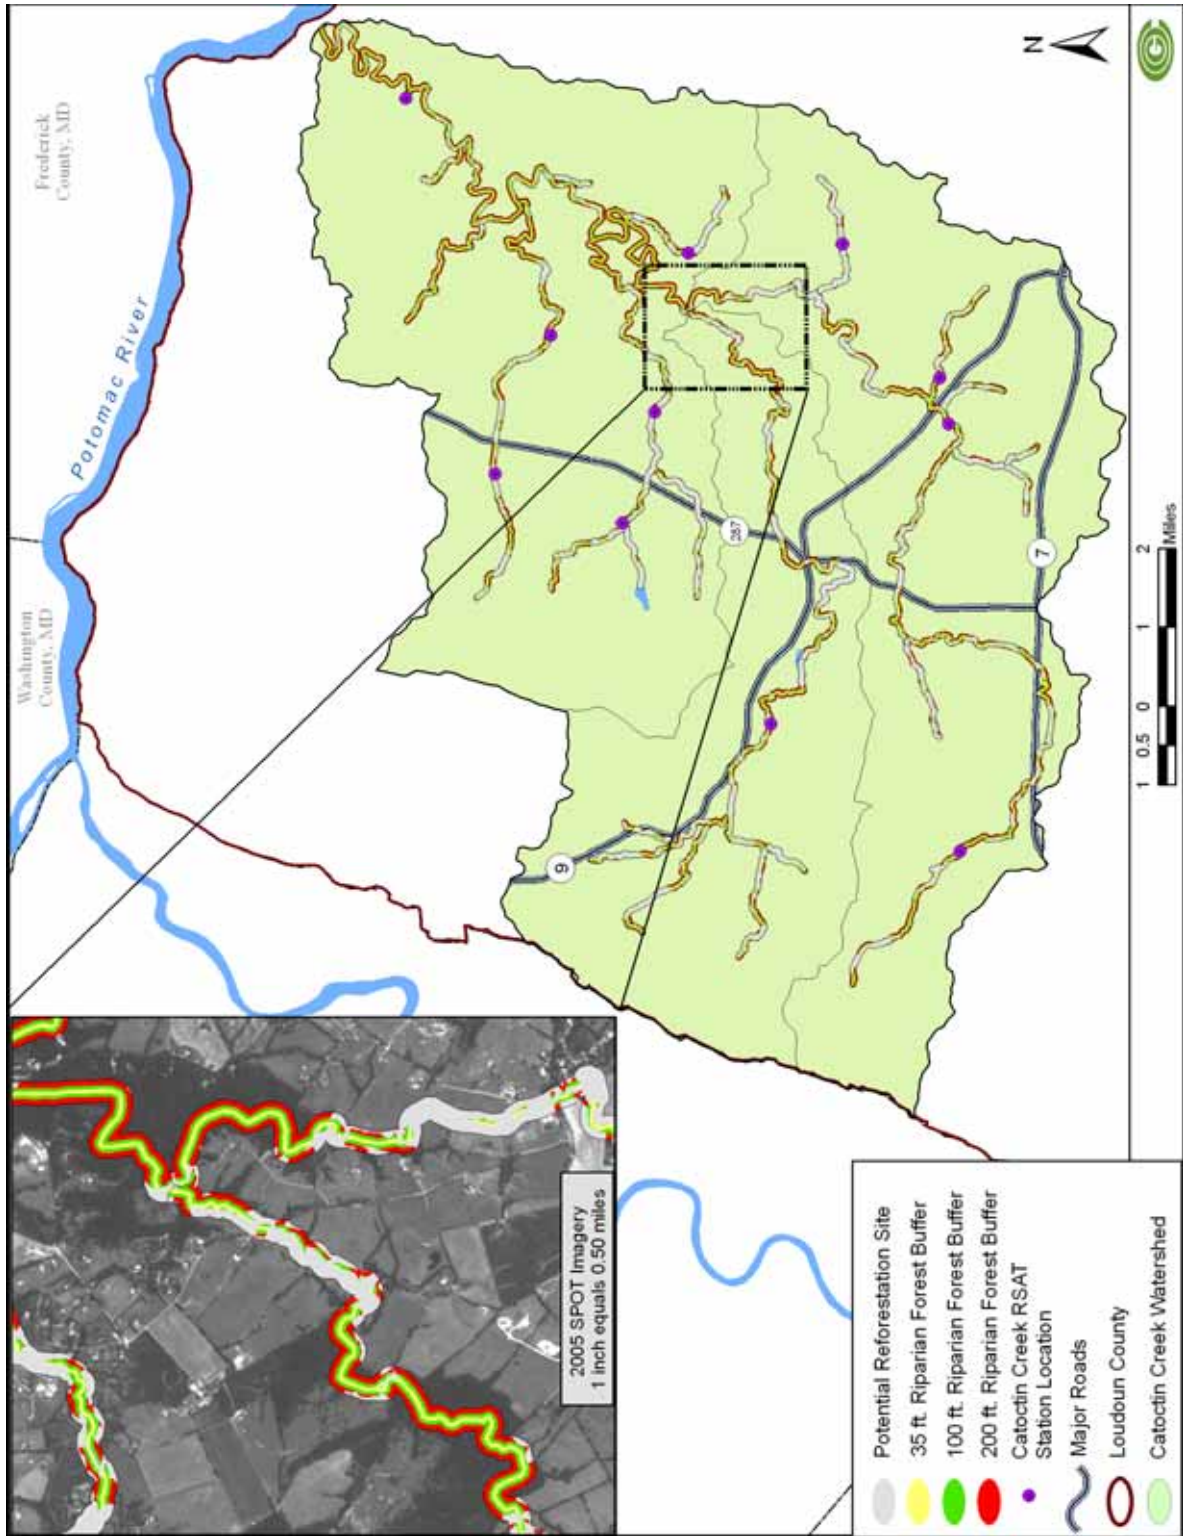 Washington
County, MD
Frederick
County, MD
Potomac River
N
9
287
7
2005 SPOT Imagery
1 inch equals 0.50 miles
Potential Reforestation Site
35 ft. Riparian Forest Buffer
100 ft. Riparian Forest Buffer
200 ft. Riparian Forest Buffer
Catoctin Creek RSAT
Station Location
Major Roads
Loudoun County
Catoctin Creek Watershed
1 0.5 0 1 2
Miles